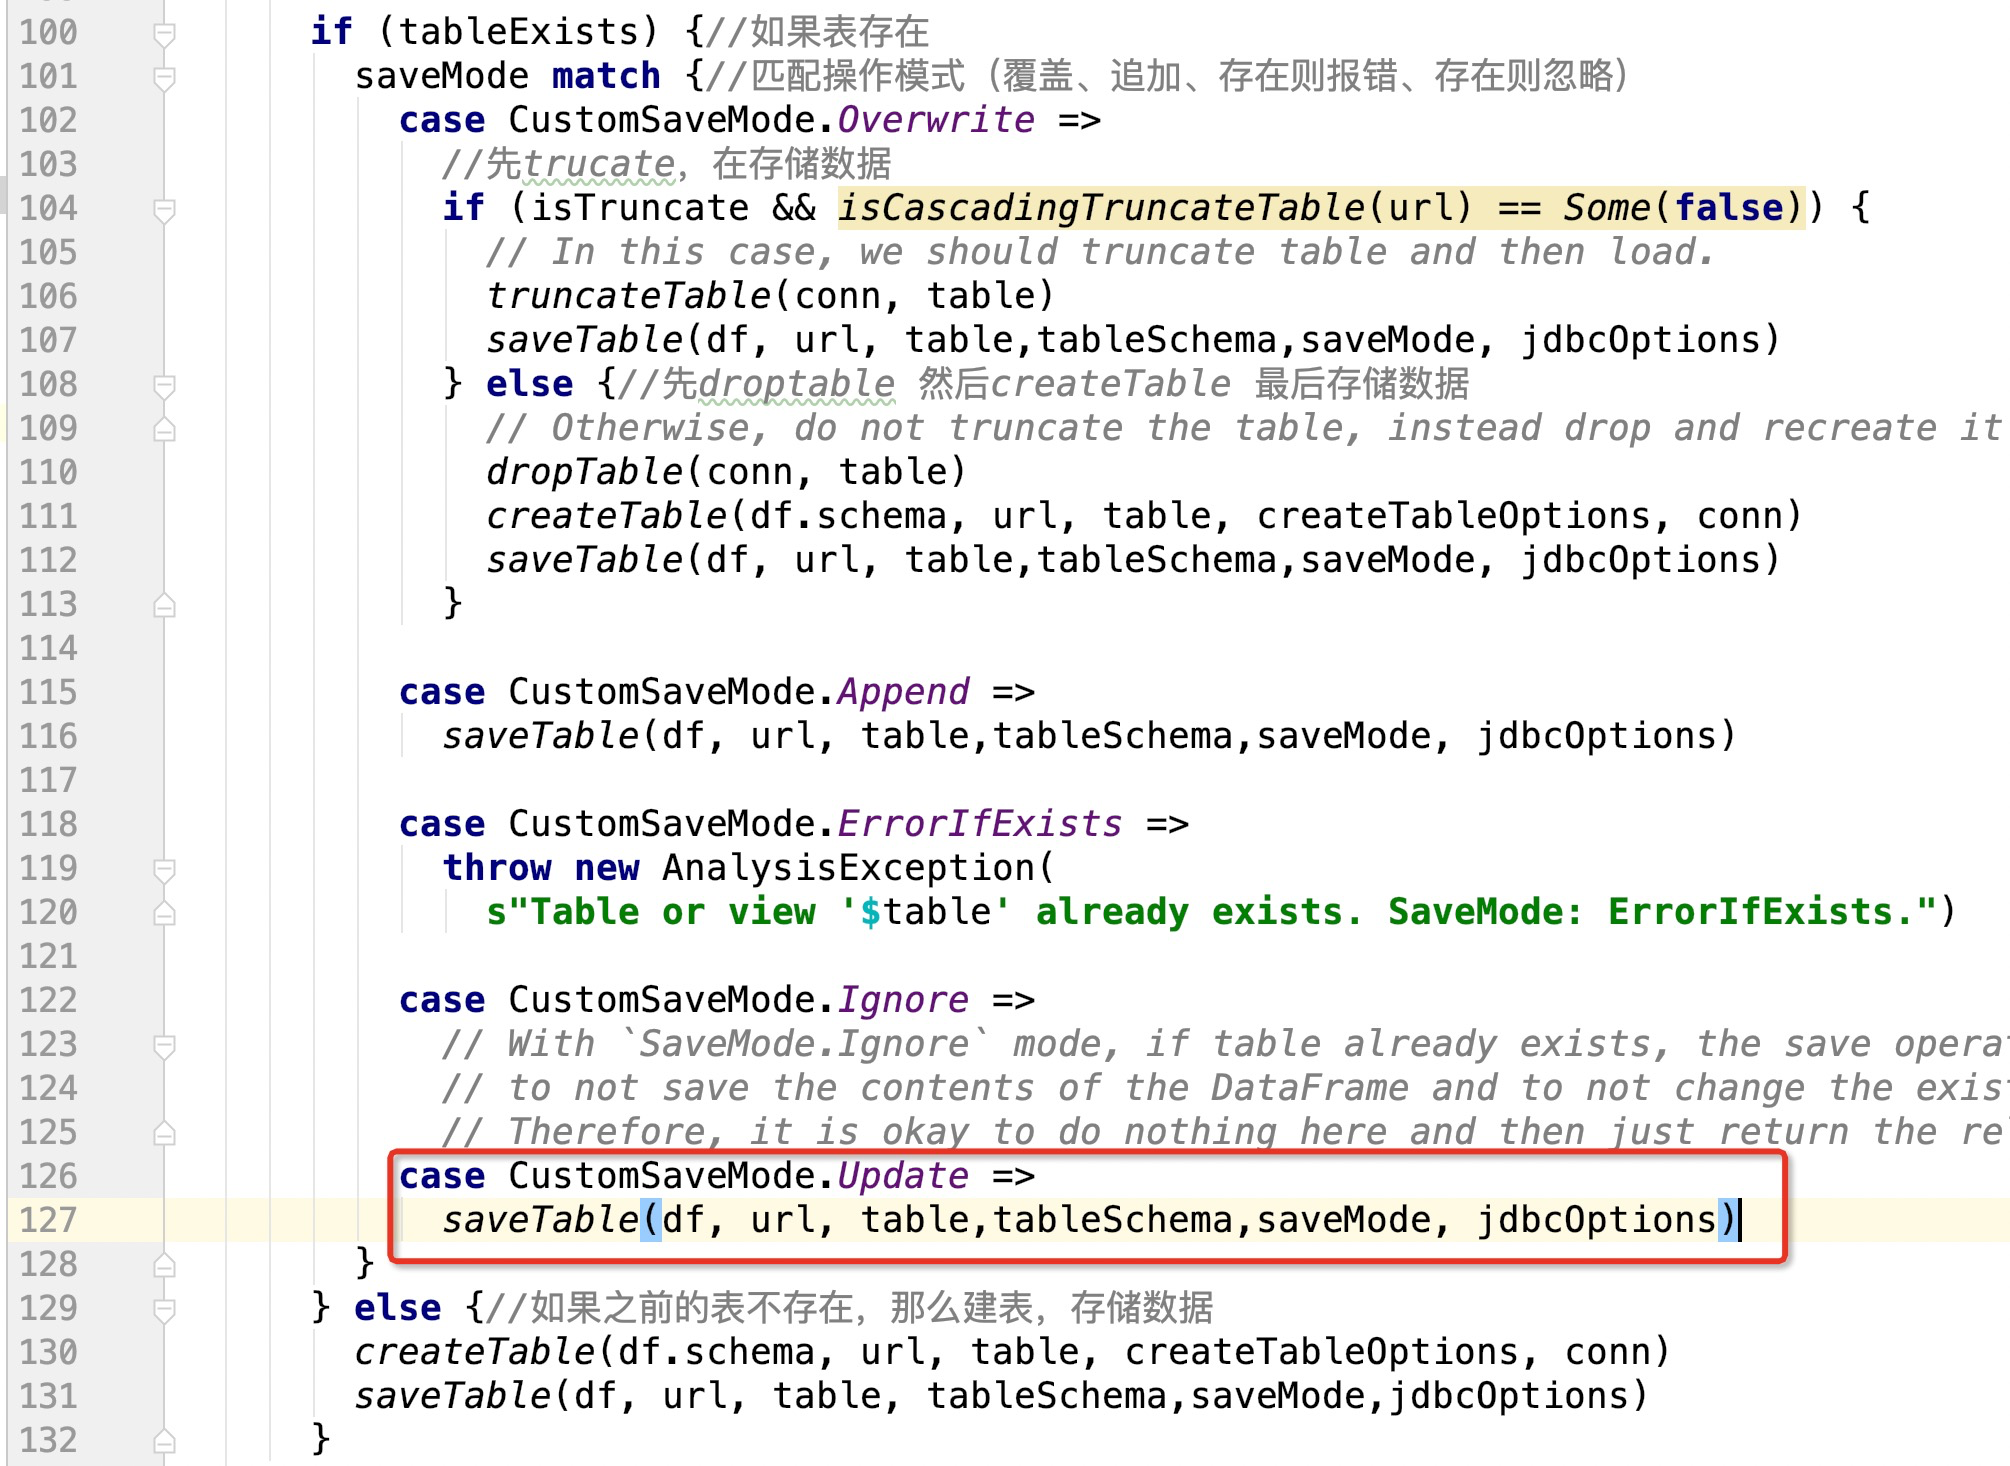 100 if (tableExists) {//如果表存在
101 saveMode match {//匹配操作模式（覆盖、追加、存在则报错、存在则忽略）
102 case CustomSaveMode.Overwrite =>
103 //先trucate，在存储数据
104 if (isTruncate && isCascadingTruncateTable(url) == Some(false)) {
105 // In this case, we should truncate table and then load.
106 truncateTable(conn, table)
107 saveTable(df, url, table,tableSchema,saveMode, jdbcOptions)
108 } else {//先droptable 然后createTable 最后存储数据
109 // Otherwise, do not truncate the table, instead drop and recreate it
110 dropTable(conn, table)
111 createTable(df.schema, url, table, createTableOptions, conn)
112 saveTable(df, url, table,tableSchema,saveMode, jdbcOptions)
113 }
114
115 case CustomSaveMode.Append =>
116 saveTable(df, url, table,tableSchema,saveMode, jdbcOptions)
117
118 case CustomSaveMode.ErrorIfExists =>
119 throw new AnalysisException(
120 s"Table or view '$table' already exists. SaveMode: ErrorIfExists.")
121
122 case CustomSaveMode.Ignore =>
123 // With `SaveMode.Ignore` mode, if table already exists, the save opera
124 // to not save the contents of the DataFrame and to not change the exis
125 // Therefore, it is okay to do nothing here and then just return the re
126 case CustomSaveMode.Update =>
127 saveTable(df, url, table,tableSchema,saveMode, jdbcOptions)
128 }
129 } else {//如果之前的表不存在，那么建表，存储数据
130 createTable(df.schema, url, table, createTableOptions, conn)
131 saveTable(df, url, table, tableSchema,saveMode,jdbcOptions)
132 }